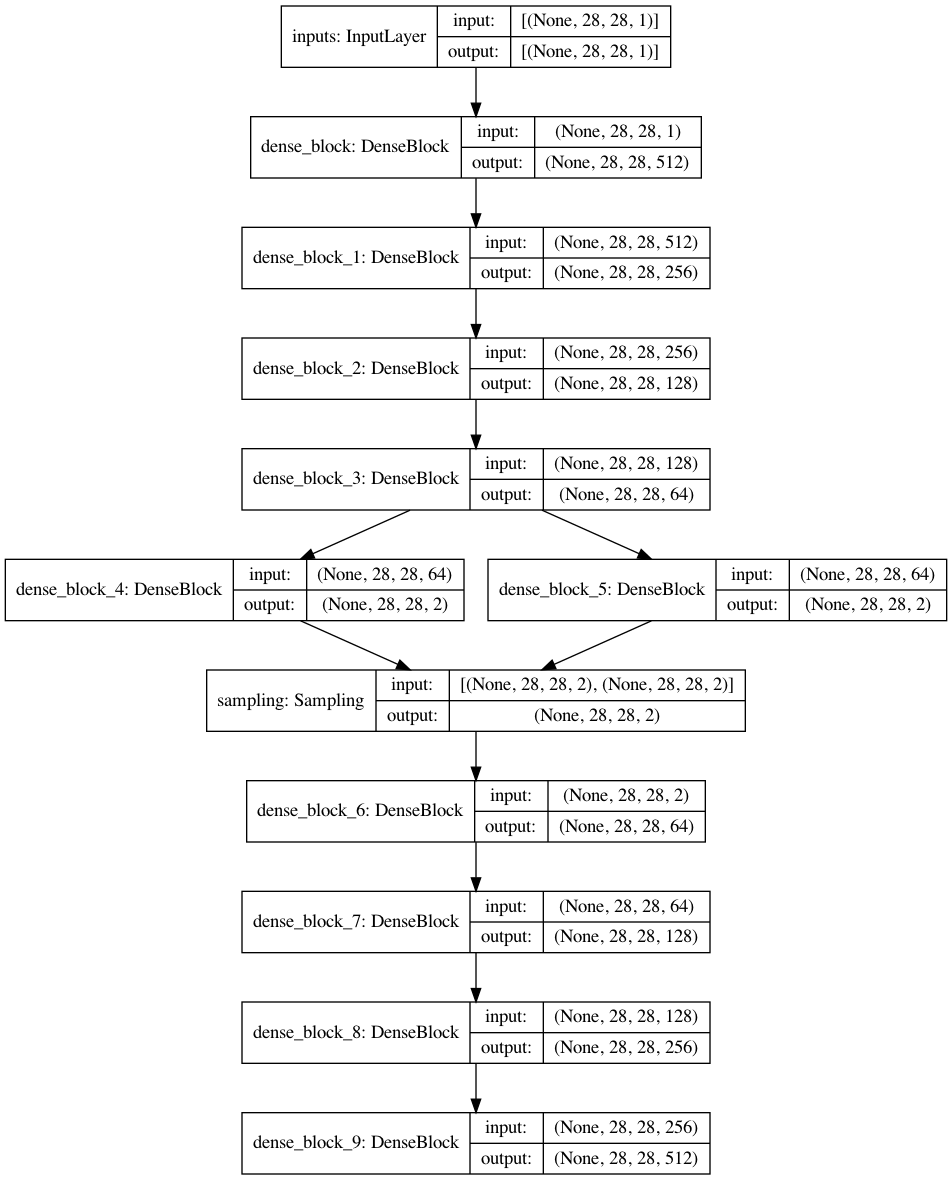 inputs: InputLayer
input:
[(None, 28, 28, 1)]
output:
[(None, 28, 28, 1)]
dense_block: DenseBlock
input:
(None, 28, 28, 1)
output:
(None, 28, 28, 512)
dense_block_1: DenseBlock
input:
(None, 28, 28, 512)
output:
(None, 28, 28, 256)
dense_block_2: DenseBlock
input:
(None, 28, 28, 256)
output:
(None, 28, 28, 128)
dense_block_3: DenseBlock
input:
(None, 28, 28, 128)
output:
(None, 28, 28, 64)
dense_block_4: DenseBlock
input:
(None, 28, 28, 64)
output:
(None, 28, 28, 2)
dense_block_5: DenseBlock
input:
(None, 28, 28, 64)
output:
(None, 28, 28, 2)
sampling: Sampling
input:
[(None, 28, 28, 2), (None, 28, 28, 2)]
output:
(None, 28, 28, 2)
dense_block_6: DenseBlock
input:
(None, 28, 28, 2)
output:
(None, 28, 28, 64)
dense_block_7: DenseBlock
input:
(None, 28, 28, 64)
output:
(None, 28, 28, 128)
dense_block_8: DenseBlock
input:
(None, 28, 28, 128)
output:
(None, 28, 28, 256)
dense_block_9: DenseBlock
input:
(None, 28, 28, 256)
output:
(None, 28, 28, 512)